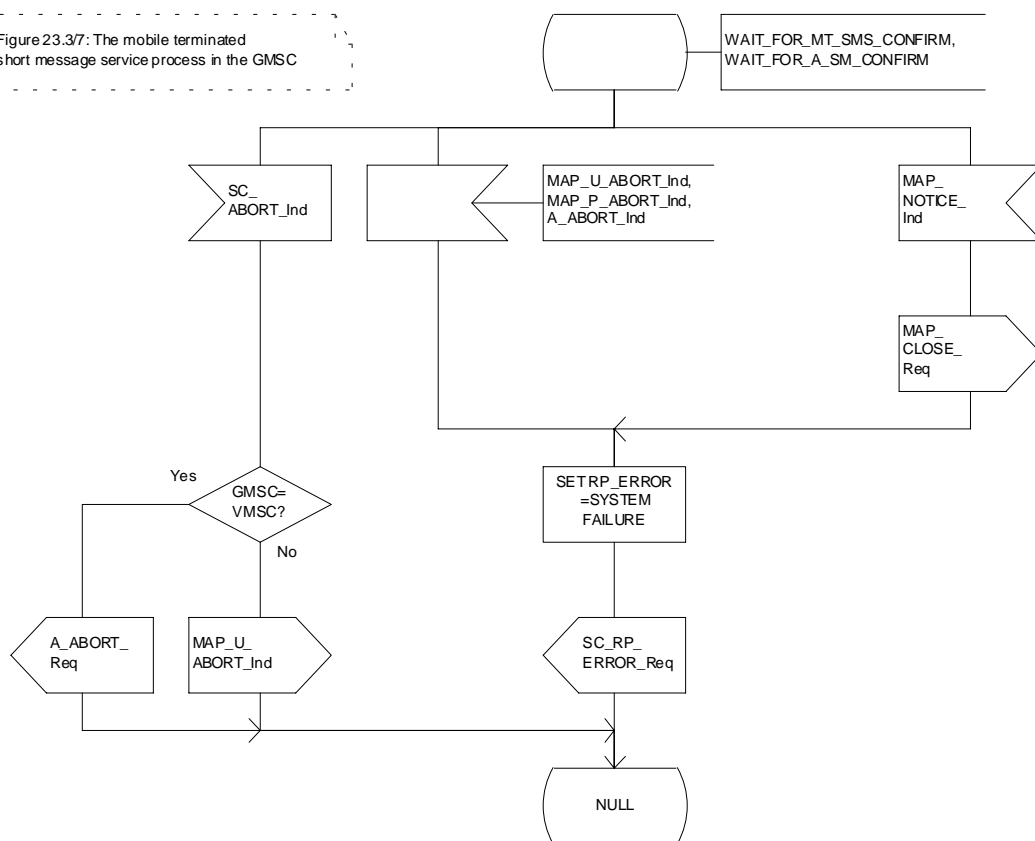 Figure 23.3/7: The mobile terminated
short message service process in the GMSC
WAIT_FOR_MT_SMS_CONFIRM,
WAIT_FOR_A_SM_CONFIRM
SC_
ABORT_Ind
MAP_U_ABORT_Ind,
MAP_P_ABORT_Ind,
A_ABORT_Ind
MAP_
NOTICE_
Ind
MAP_
CLOSE_
Req
Yes
GMSC=
VMSC?
No
SET RP_ERROR
=SYSTEM
FAILURE
A_ABORT_
Req
MAP_U_
ABORT_Ind
SC_RP_
ERROR_Req
NULL